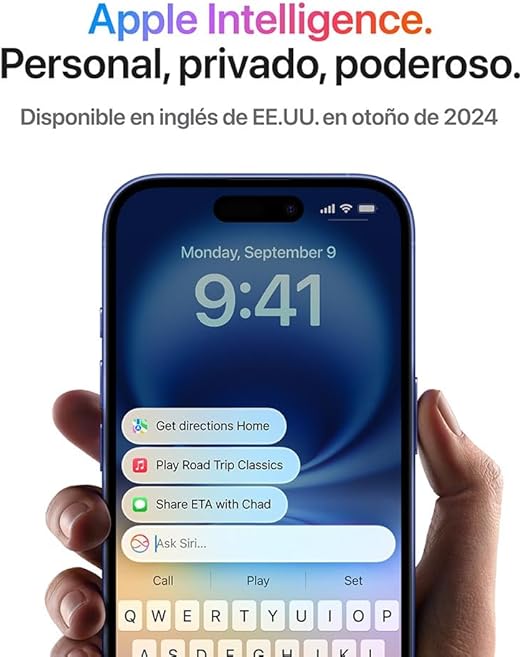 Apple Intelligence.
Personal, privado, poderoso.
Disponible en inglés de EE.UU. en otoño de 2024
Monday, September 9
9:41
Get directions Home
Play Road Trip Classics
Share ETA with Chad
Ask Siri...
Call Play Set
Q W E R T Y U I O P
A S D F G H J K L